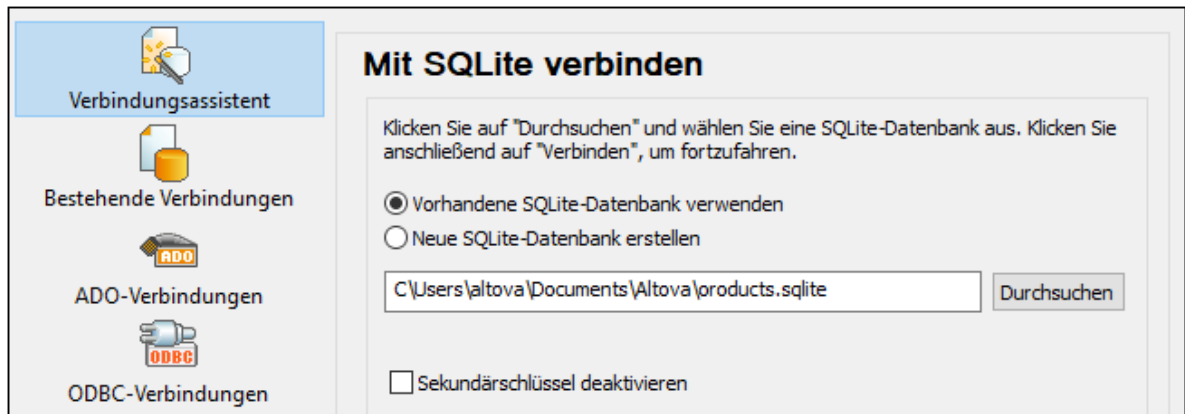 Verbindungsassistent
Bestehende Verbindungen
ADO
ADO-Verbindungen
ODBC
ODBC-Verbindungen
Mit SQLite verbinden
Klicken Sie auf "Durchsuchen" und wählen Sie eine SQLite-Datenbank aus. Klicken Sie
anschließend auf "Verbinden", um fortzufahren.
Vorhandene SQLite-Datenbank verwenden
Neue SQLite-Datenbank erstellen
C\Users\altova\Documents\Altova\oroducts.sqlite
Durchsuchen
Sekundärschlüssel deaktivieren